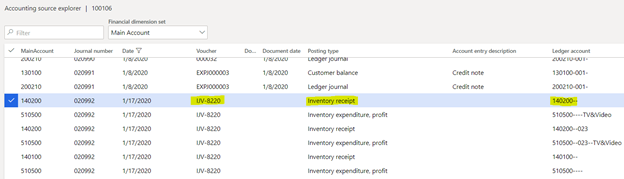 Accounting source explorer | 100106
Financial dimension set
Filter Main Account
MainAccount Journal number Date Voucher Do... Document date Posting type Account entry description Ledger account
200210 020990 1/8/2020 000032 1/8/2020 Ledger journal 200210-001-
130100 020991 1/8/2020 EXPJ000003 1/8/2020 Customer balance Credit note 130100-001-
200210 020991 1/8/2020 EXPJ000003 1/8/2020 Ledger journal Credit note 200210-001-
140200 020992 1/17/2020 IJV-8220 Inventory receipt 140200--
510500 020992 1/17/2020 IJV-8220 Inventory expenditure, profit 510500----TV&Video
140200 020992 1/17/2020 IJV-8220 Inventory receipt 140200--023
510500 020992 1/17/2020 IJV-8220 Inventory expenditure, profit 510500--023--TV&Video
140100 020992 1/17/2020 IJV-8220 Inventory receipt 140100--
510500 020992 1/17/2020 IJV-8220 Inventory expenditure, profit 510500----